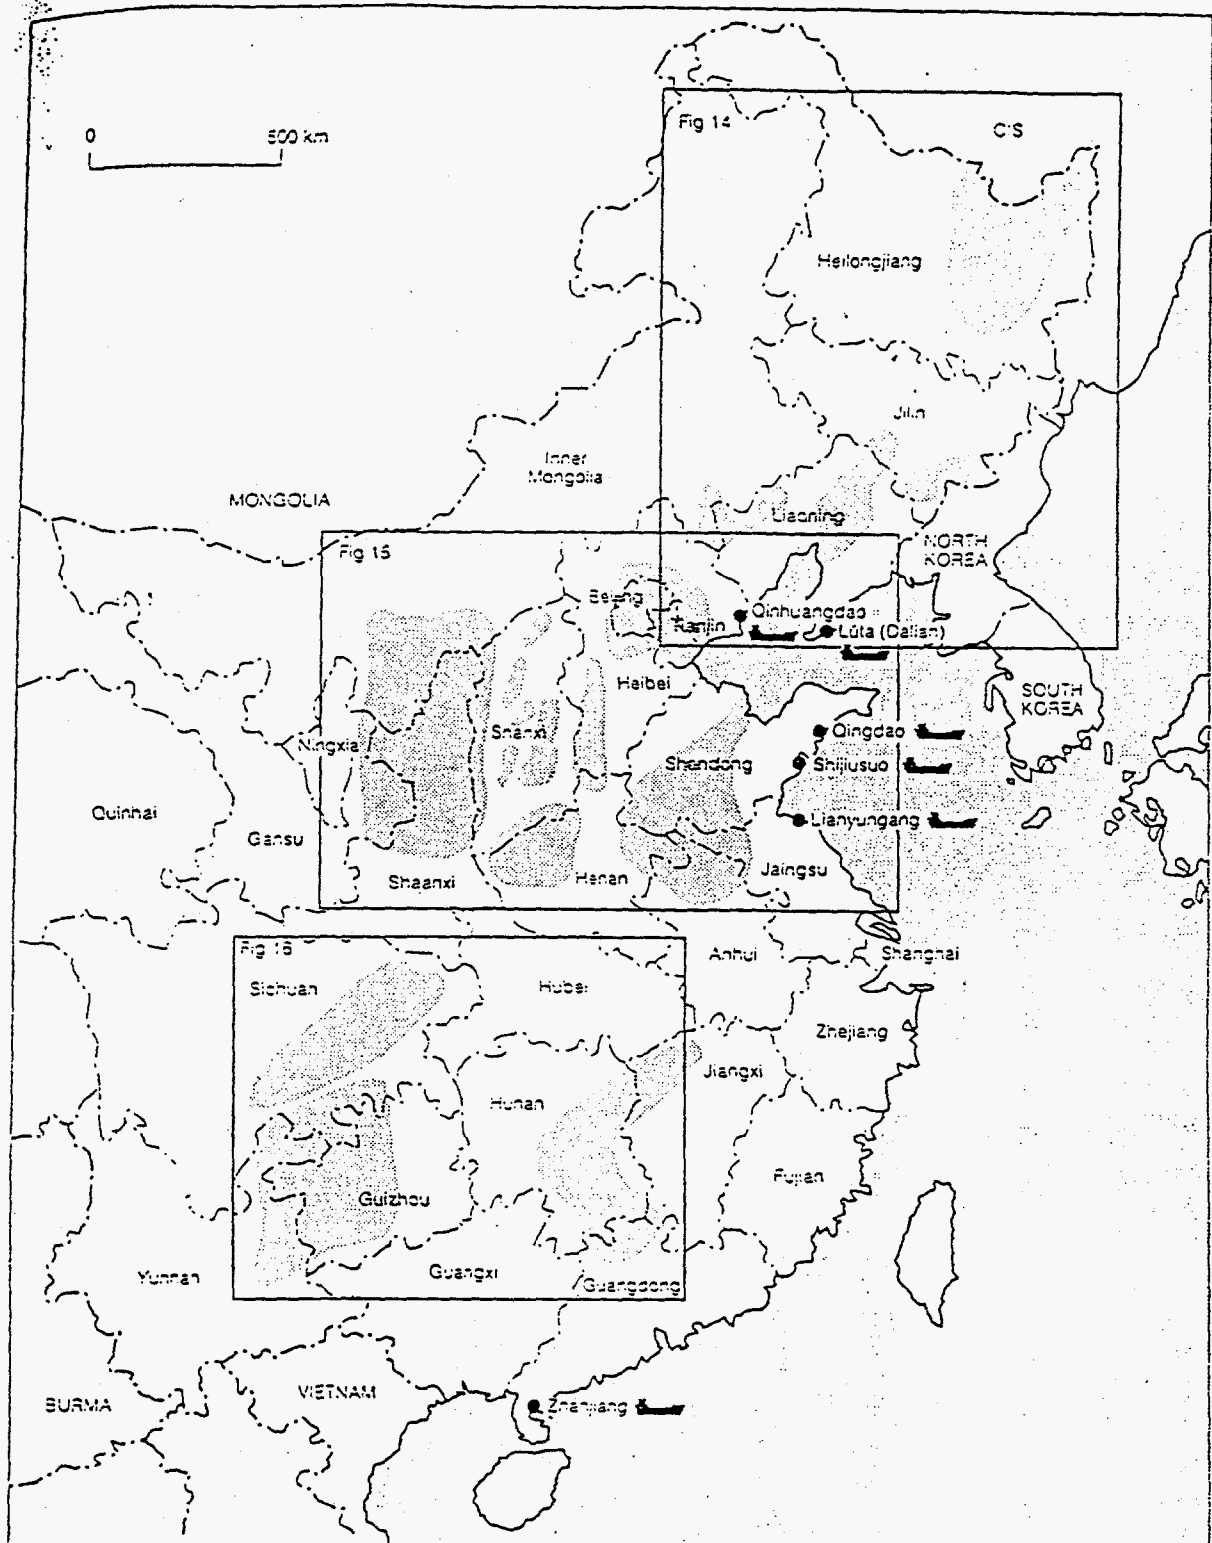 0 500 km
Fig 14
CIS
Heilongjiang
Jilin
Inner
Mongolia
MONGOLIA
Liaoning
NORTH
KOREA
Fig 15
Beijing
Tianjin
Qinhuangdao
Lüta (Dalian)
Heibei
SOUTH
KOREA
Ningxia
Shanxi
Qingdao
Shandong
Shijiusuo
Quinhai
Gansu
Lianyungang
Shaanxi
Henan
Jaingsu
Fig 16
Anhui
Shanghai
Sichuan
Hubei
Zhejiang
Jiangxi
Hunan
Fujian
Guizhou
Yunnan
Guangxi
Guangdong
BURMA
VIETNAM
Zhanjiang